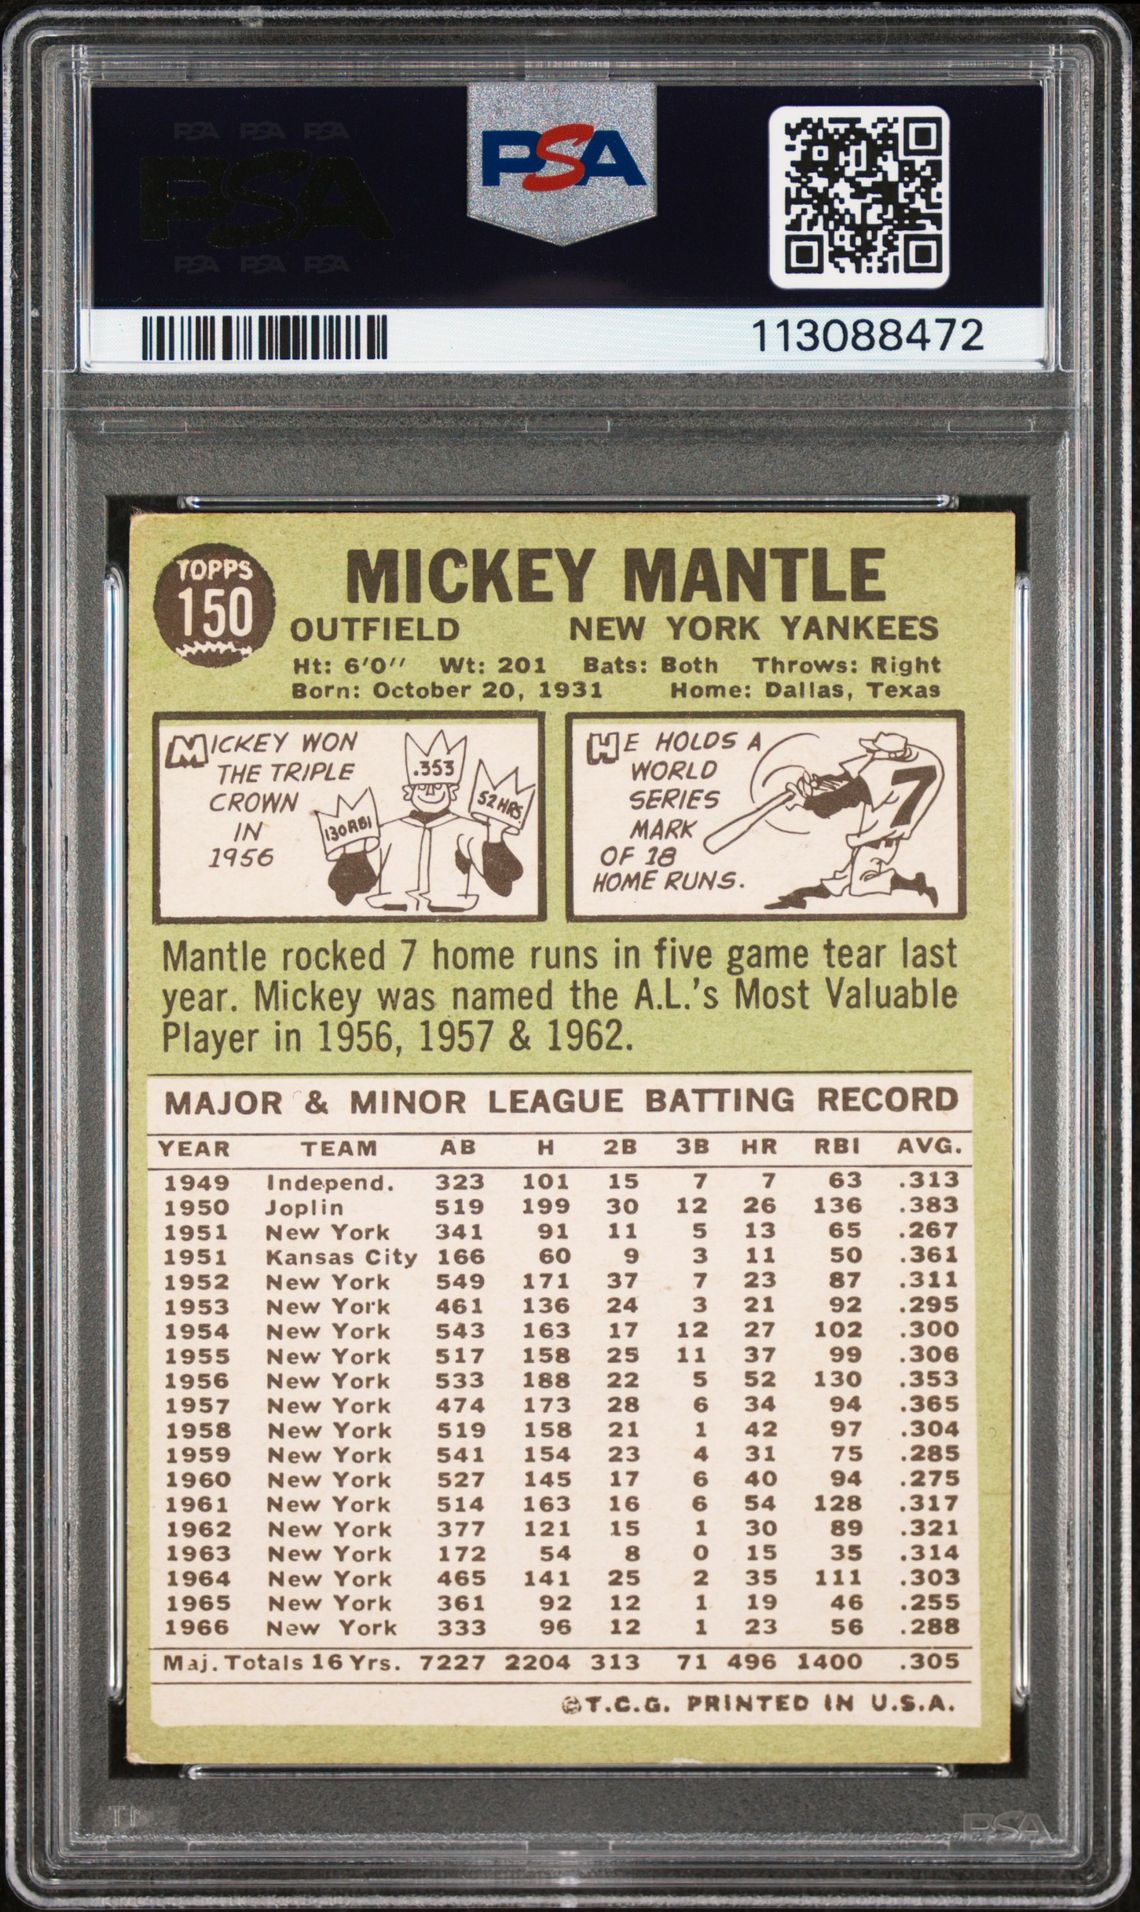 PSA PSA PSA
PSA
PSA PSA PSA
PSA
113088472
TOPPS
150
MICKEY MANTLE
OUTFIELD NEW YORK YANKEES
Ht: 6'0'' Wt: 201 Bats: Both Throws: Right
Born: October 20, 1931 Home: Dallas, Texas
MICKEY WON
THE TRIPLE
CROWN
IN
1956
.353
130 RBI
52 HRS.
HE HOLDS A
WORLD
SERIES
MARK
OF 18
HOME RUNS.
7
Mantle rocked 7 home runs in five game tear last
year. Mickey was named the A.L.'s Most Valuable
Player in 1956, 1957 & 1962.
MAJOR & MINOR LEAGUE BATTING RECORD
YEAR TEAM AB H 2B 3B HR RBI AVG.
1949 Independ. 323 101 15 7 7 63 .313
1950 Joplin 519 199 30 12 26 136 .383
1951 New York 341 91 11 5 13 65 .267
1951 Kansas City 166 60 9 3 11 50 .361
1952 New York 549 171 37 7 23 87 .311
1953 New York 461 136 24 3 21 92 .295
1954 New York 543 163 17 12 27 102 .300
1955 New York 517 158 25 11 37 99 .306
1956 New York 533 188 22 5 52 130 .353
1957 New York 474 173 28 6 34 94 .365
1958 New York 519 158 21 1 42 97 .304
1959 New York 541 154 23 4 31 75 .285
1960 New York 527 145 17 6 40 94 .275
1961 New York 514 163 16 6 54 128 .317
1962 New York 377 121 15 1 30 89 .321
1963 New York 172 54 8 0 15 35 .314
1964 New York 465 141 25 2 35 111 .303
1965 New York 361 92 12 1 19 46 .255
1966 New York 333 96 12 1 23 56 .288
Maj. Totals 16 Yrs. 7227 2204 313 71 496 1400 .305
©T.C.G. PRINTED IN U.S.A.
PSA